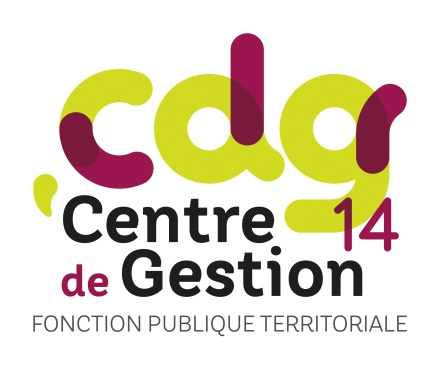 cdg
14
Centre
de Gestion
FONCTION PUBLIQUE TERRITORIALE